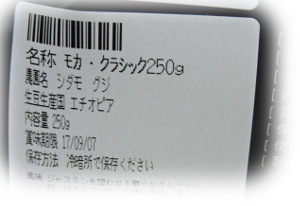 名称 モカ・クラシック250g
農園名 シダモ グジ
生豆生産国 エチオピア
内容量 250g
賞味期限 17/09/07
保存方法 冷暗所で保存ください